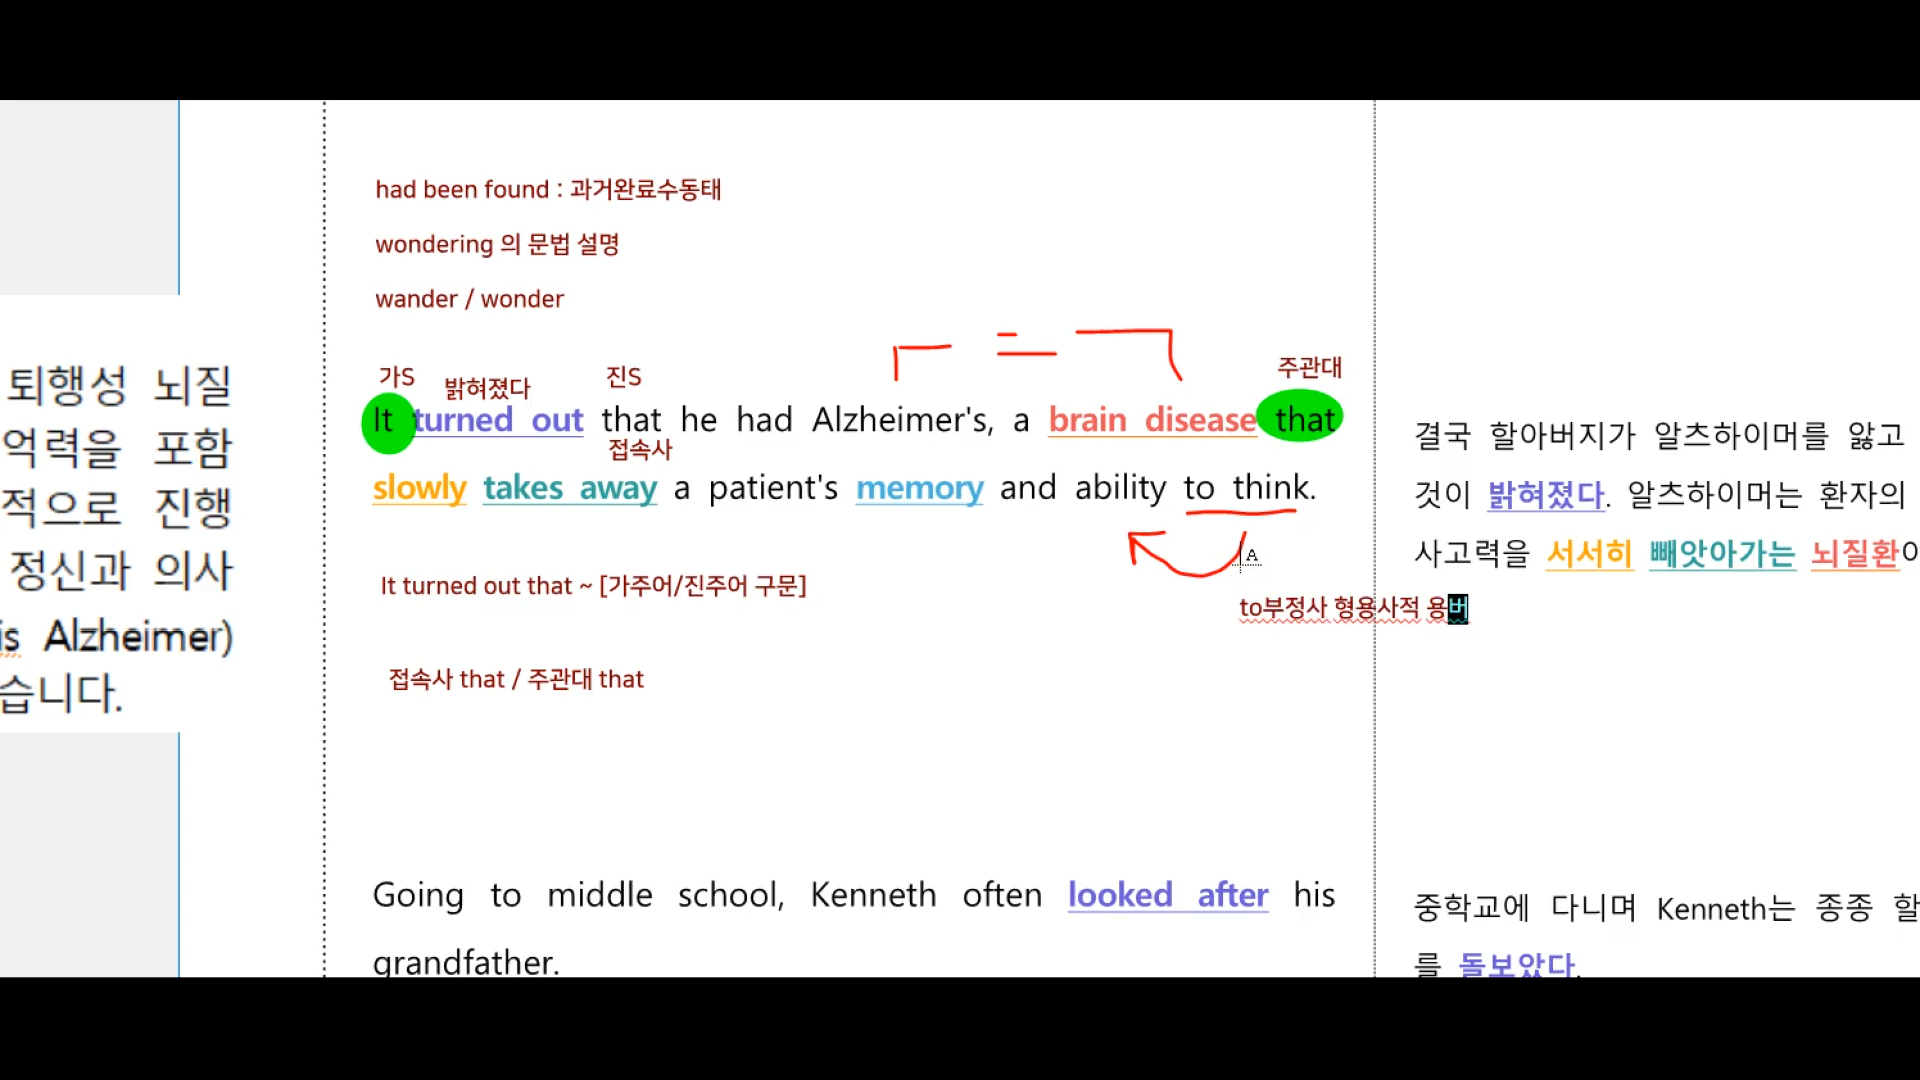 퇴행성 뇌질
억력을 포함
적으로 진행
정신과 의사
is Alzheimer)
습니다.
had been found : 과거완료수동태
wondering 의 문법 설명
wander / wonder
가S 밝혀졌다 진S 주관대
It turned out that he had Alzheimer's, a brain disease that
접속사
slowly takes away a patient's memory and ability to think.
It turned out that ~ [가주어/진주어 구문]
to부정사 형용사적 용버
접속사 that / 주관대 that
Going to middle school, Kenneth often looked after his
grandfather.
결국 할아버지가 알츠하이머를 앓고
것이 밝혀졌다. 알츠하이머는 환자의
사고력을 서서히 빼앗아가는 뇌질환이
중학교에 다니며 Kenneth는 종종 할
를 돌보았다.